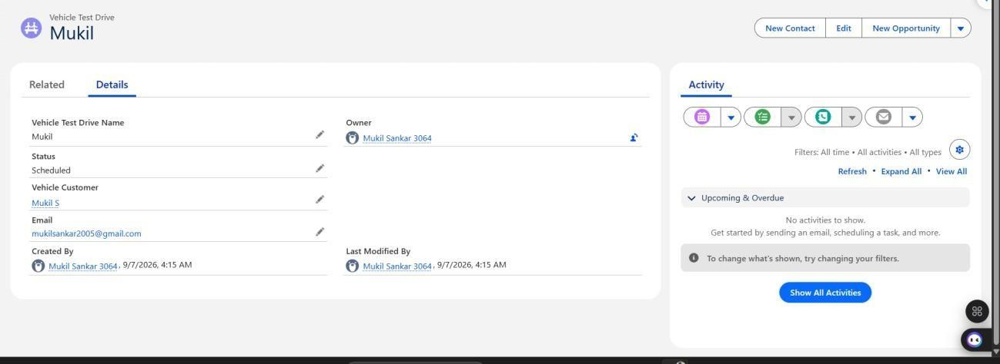 Vehicle Test Drive
Mukil
New Contact
Edit
New Opportunity
Related
Details
Vehicle Test Drive Name
Mukil
Owner
Mukil Sankar 3064
Status
Scheduled
Vehicle Customer
Mukil S
Email
mukilsankar2005@gmail.com
Created By
Mukil Sankar 3064, 9/7/2026, 4:15 AM
Last Modified By
Mukil Sankar 3064, 9/7/2026, 4:15 AM
Activity
Filters: All time • All activities • All types
Refresh • Expand All • View All
Upcoming & Overdue
No activities to show.
Get started by sending an email, scheduling a task, and more.
To change what's shown, try changing your filters.
Show All Activities